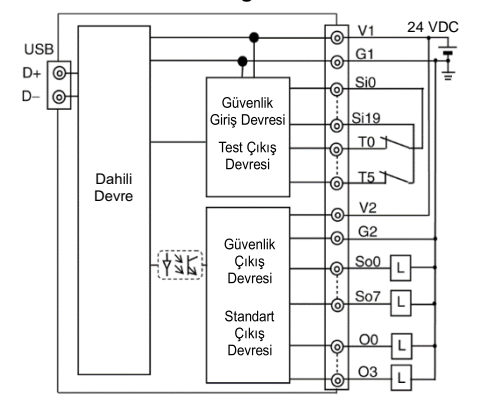 24 VDC
V1
G1
USB
D+
D−
Si0
Güvenlik
Giriş Devresi
Test Çıkış
Devresi
Si19
T0
T5
Dahili
Devre
V2
G2
Güvenlik
Çıkış
Devresi
So0
L
So7
L
Standart
Çıkış
Devresi
O0
L
O3
L